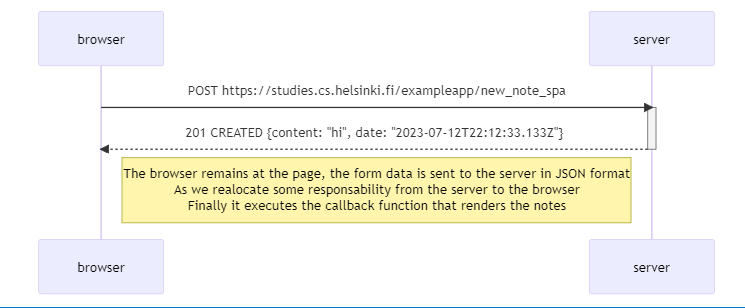 browser server
POST https://studies.cs.helsinki.fi/exampleapp/new_note_spa
201 CREATED {content: "hi", date: "2023-07-12T22:12:33.133Z"}
The browser remains at the page, the form data is sent to the server in JSON format
As we realocate some responsability from the server to the browser
Finally it executes the callback function that renders the notes
browser server